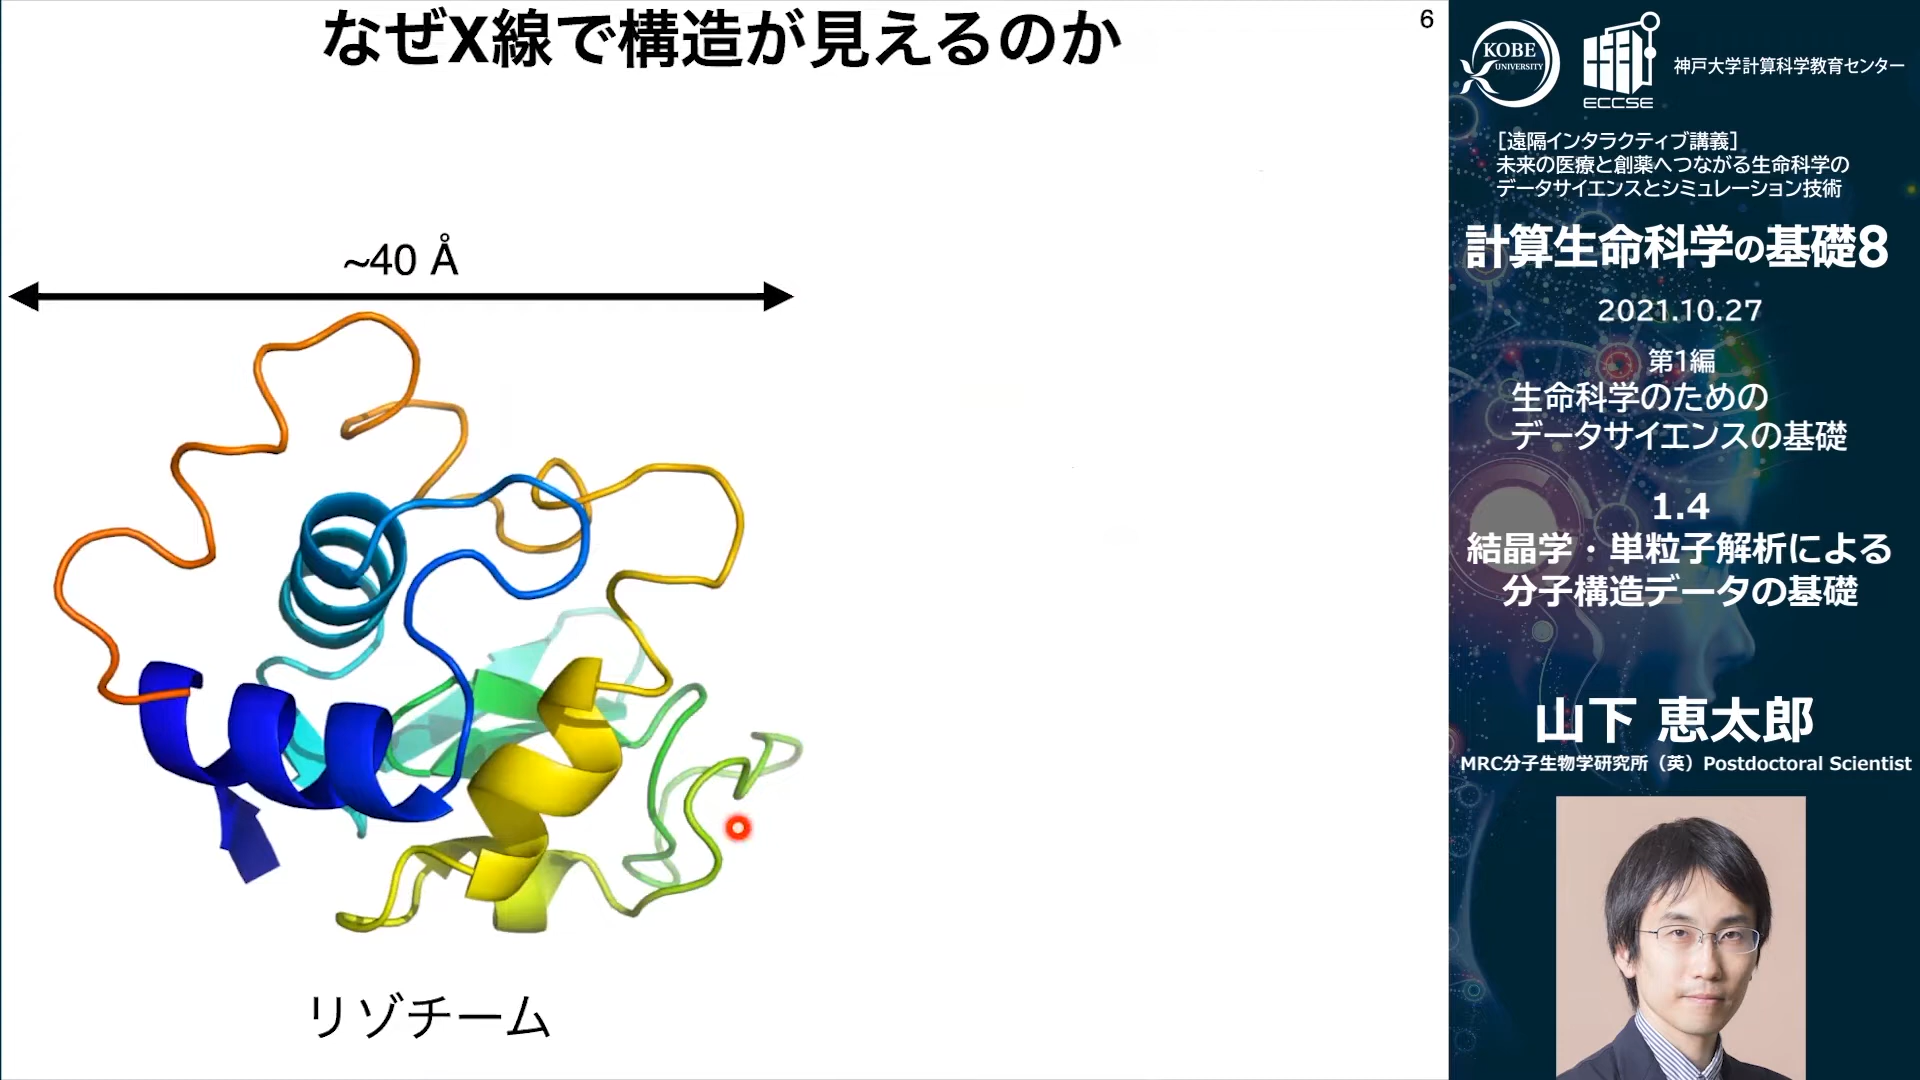 なぜX線で構造が見えるのか
6
~40 Å
リゾチーム
KOBE
UNIVERSITY
ECCSE
神戸大学計算科学教育センター
［遠隔インタラクティブ講義］
未来の医療と創薬へつながる生命科学の
データサイエンスとシミュレーション技術
計算生命科学の基礎8
2021.10.27
第1編
生命科学のための
データサイエンスの基礎
1.4
結晶学・単粒子解析による
分子構造データの基礎
山下 恵太郎
MRC分子生物学研究所（英）Postdoctoral Scientist